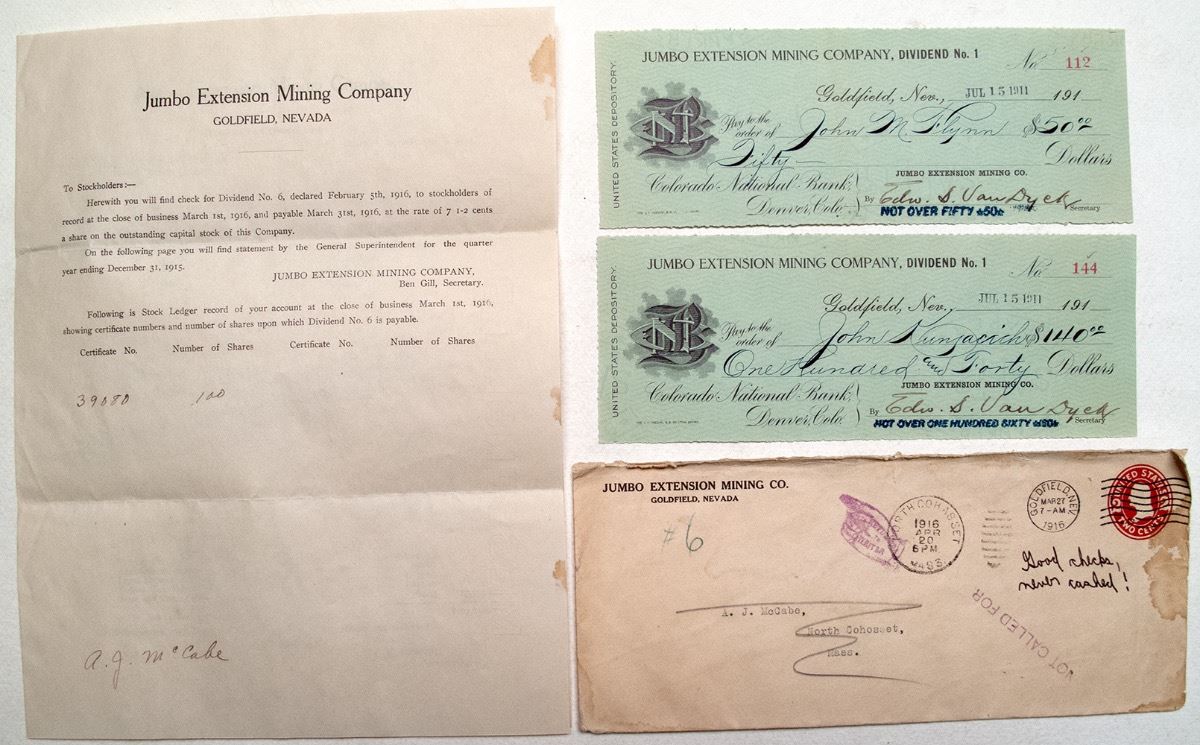 Jumbo Extension Mining Company
GOLDFIELD, NEVADA
To Stockholders:—
Herewith you will find check for Dividend No. 6, declared February 5th, 1916, to stockholders of
record at the close of business March 1st, 1916, and payable March 31st, 1916, at the rate of 7 1-2 cents
a share on the outstanding capital stock of this Company.
On the following page you will find statement by the General Superintendent for the quarter
year ending December 31, 1915.
JUMBO EXTENSION MINING COMPANY,
Ben Gill, Secretary.
Following is Stock Ledger record of your account at the close of business March 1st, 1916,
showing certificate numbers and number of shares upon which Dividend No. 6 is payable.
Certificate No. Number of Shares Certificate No. Number of Shares
39080 100
A. J. McCabe
UNITED STATES DEPOSITORY.
JUMBO EXTENSION MINING COMPANY, DIVIDEND No. 1
No 112
Goldfield, Nev., JUL 15 1911 191
Pay to the
order of John M Flynn $50.00
Fifty Dollars
Colorado National Bank,
Denver, Colo.
JUMBO EXTENSION MINING CO.
By Edw. S. Van Dyck
Secretary.
NOT OVER FIFTY $50$
UNITED STATES DEPOSITORY.
JUMBO EXTENSION MINING COMPANY, DIVIDEND No. 1
No 144
Goldfield, Nev., JUL 15 1911 191
Pay to the
order of John $140.00
One Hundred and Forty Dollars
Colorado National Bank,
Denver, Colo.
JUMBO EXTENSION MINING CO.
By Edw. S. Van Dyck
Secretary
NOT OVER ONE HUNDRED SIXTY
JUMBO EXTENSION MINING CO.
GOLDFIELD, NEVADA
#6
NORTH COHASSET
1916
APR
20
6 PM
MASS.
GOLDFIELD, NEV.
MAR 27
7-AM
1916
UNITED STATES
TWO CENTS
Good checks,
never cashed!
NOT CALLED FOR
A. J. McCabe,
North Cohosset,
Mass.